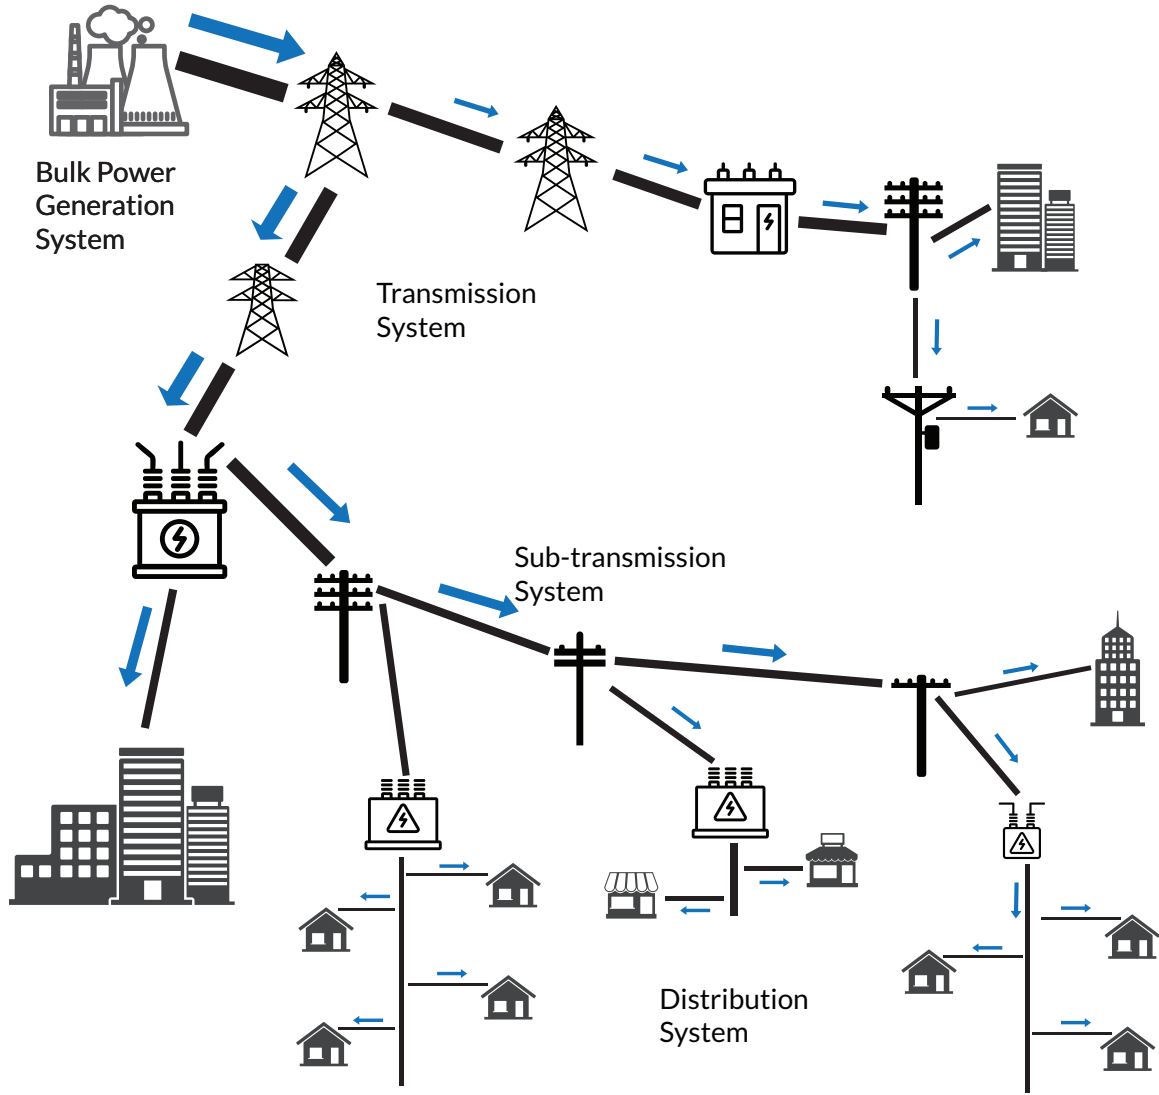 Bulk Power
Generation
System
Transmission
System
Sub-transmission
System
Distribution
System